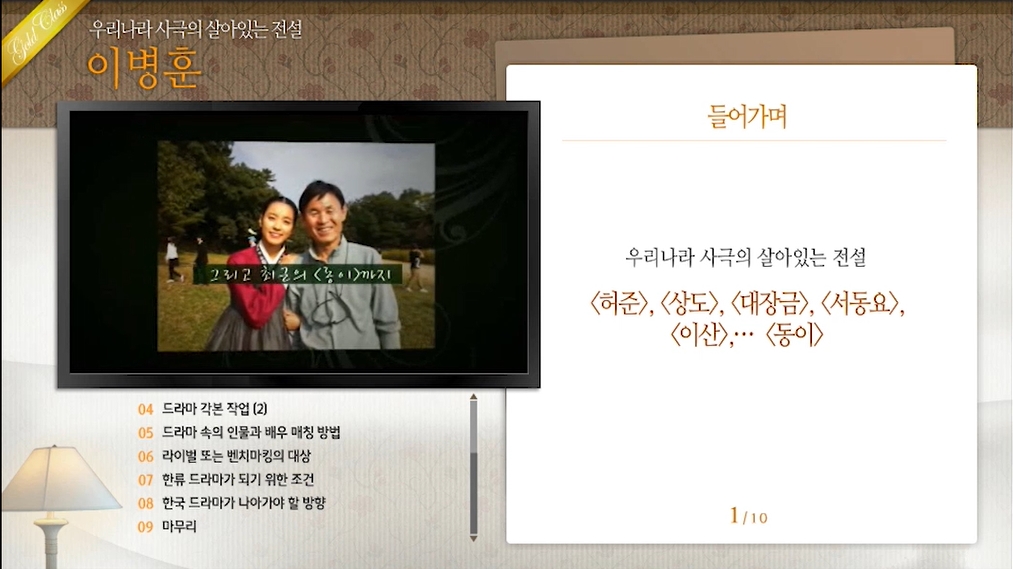 Gold Class
우리나라 사극의 살아있는 전설
이병훈
그리고 최근의 <동이>까지
04 드라마 각본 작업 (2)
05 드라마 속의 인물과 배우 매칭 방법
06 라이벌 또는 벤치마킹의 대상
07 한류 드라마가 되기 위한 조건
08 한국 드라마가 나아가야 할 방향
09 마무리
들어가며
우리나라 사극의 살아있는 전설
<허준>, <상도>, <대장금>, <서동요>,
<이산>,… <동이>
1/10